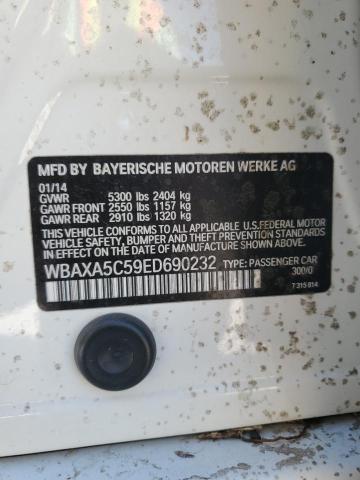 MFD BY BAYERISCHE MOTOREN WERKE AG
01/14
GVWR 5300 lbs 2404 kg
GAWR FRONT 2550 lbs 1157 kg
GAWR REAR 2910 lbs 1320 kg
THIS VEHICLE CONFORMS TO ALL APPLICABLE U.S.FEDERAL MOTOR
VEHICLE SAFETY, BUMPER, AND THEFT PREVENTION STANDARDS
IN EFFECT ON THE DATE OF MANUFACTURE SHOWN ABOVE.
WBAXA5C59ED690232 TYPE: PASSENGER CAR
300/0
7 315 814